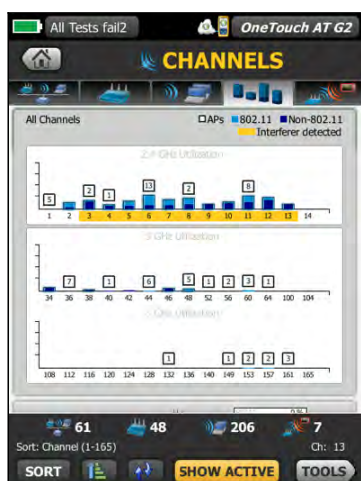 All Tests fail2 OneTouch AT G2
CHANNELS
All Channels APs 802.11 Non-802.11
Interferer detected
2.4 GHz Utilization
13
2 2 8
5 1
1 2 3 4 5 6 7 8 9 10 11 12 13 14
5 GHz Utilization
7 1 6 5 1 2 3 1
34 36 38 40 42 44 46 48 52 56 60 64 100 104
5 GHz Utilization
1 1 2 2 3
108 112 116 120 124 128 132 136 140 149 153 157 161 165
61 48 206 7
Sort: Channel (1-165) Ch: 13
SORT SHOW ACTIVE TOOLS